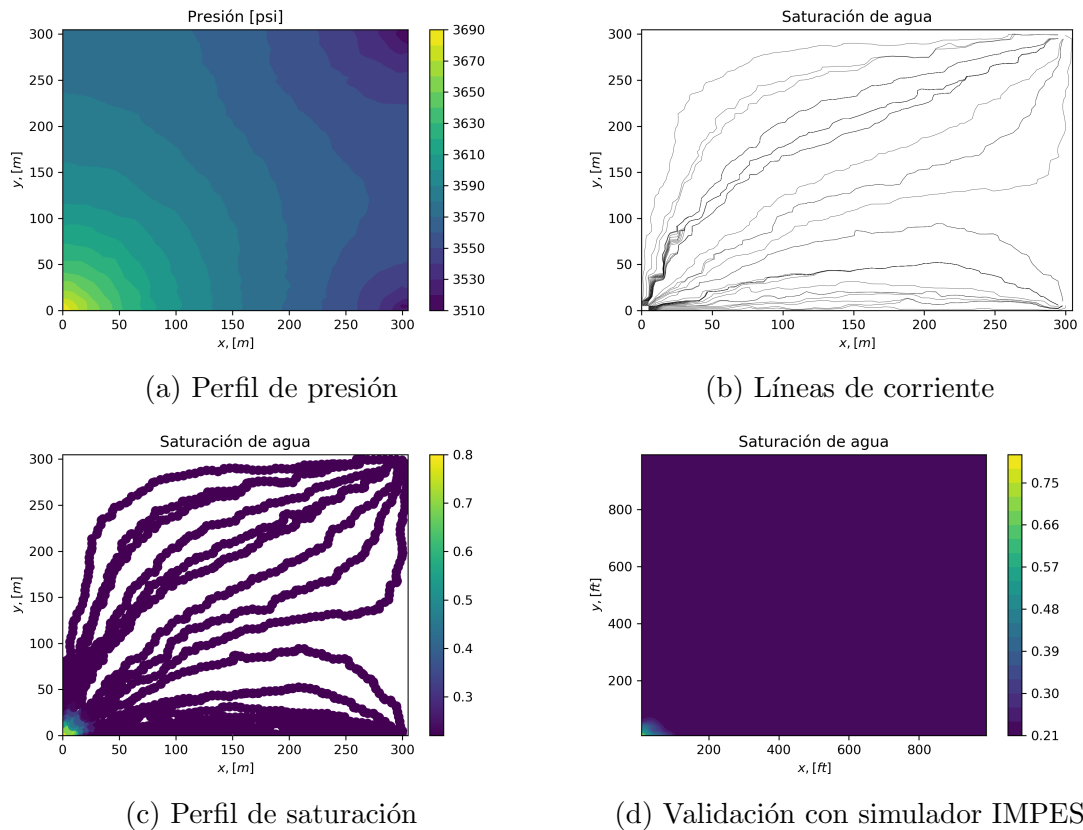 Presión [psi]
300
250
200
150
100
50
0
y, [m]
0 50 100 150 200 250 300
x, [m]
3690
3670
3650
3630
3610
3590
3570
3550
3530
3510
(a) Perfil de presión
Saturación de agua
300
250
200
150
100
50
0
y, [m]
0 50 100 150 200 250 300
x, [m]
(b) Líneas de corriente
Saturación de agua
300
250
200
150
100
50
0
y, [m]
0 50 100 150 200 250 300
x, [m]
0.8
0.7
0.6
0.5
0.4
0.3
(c) Perfil de saturación
Saturación de agua
800
600
400
200
y, [ft]
200 400 600 800
x, [ft]
0.75
0.66
0.57
0.48
0.39
0.30
0.21
(d) Validación con simulador IMPES